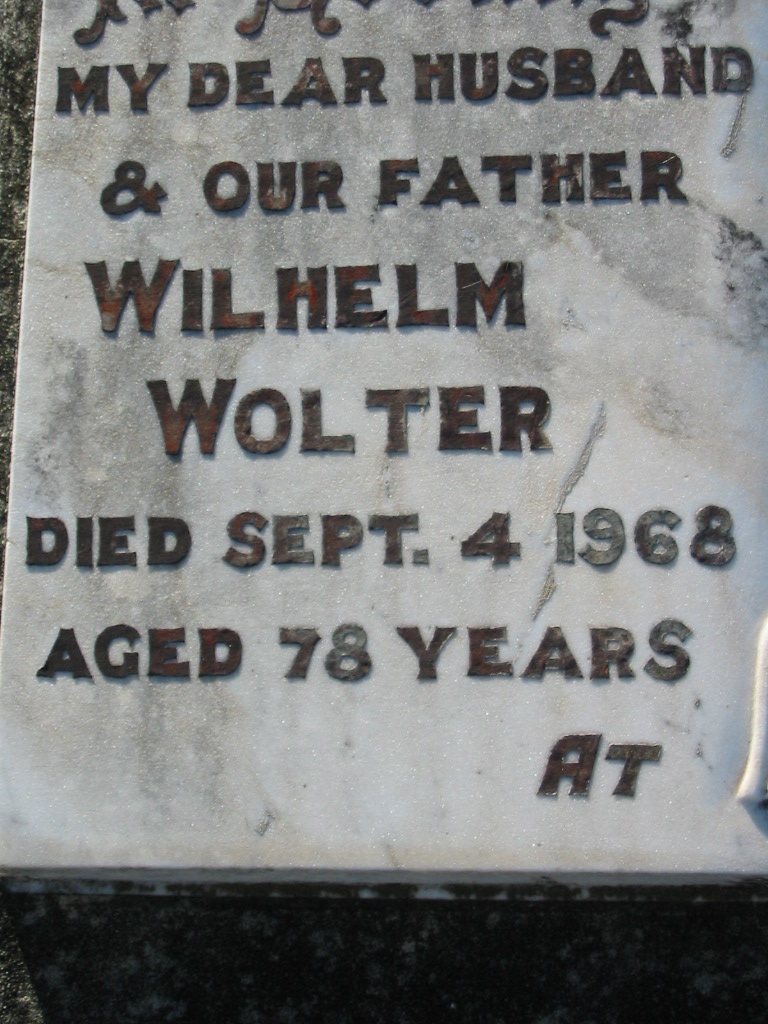 MY DEAR HUSBAND
& OUR FATHER
WILHELM
WOLTER
DIED SEPT. 4 1968
AGED 78 YEARS
AT